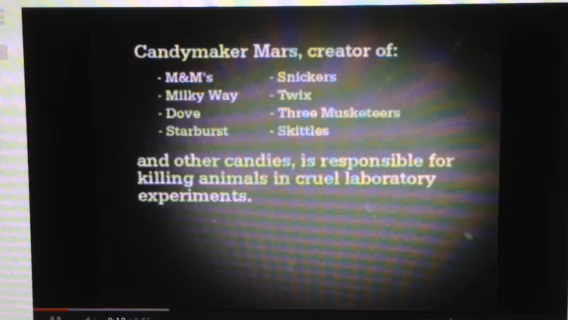 Candymaker Mars, creator of:
- M&M's - Snickers
- Milky Way - Twix
- Dove - Three Musketeers
- Starburst - Skittles
and other candies, is responsible for
killing animals in cruel laboratory
experiments.